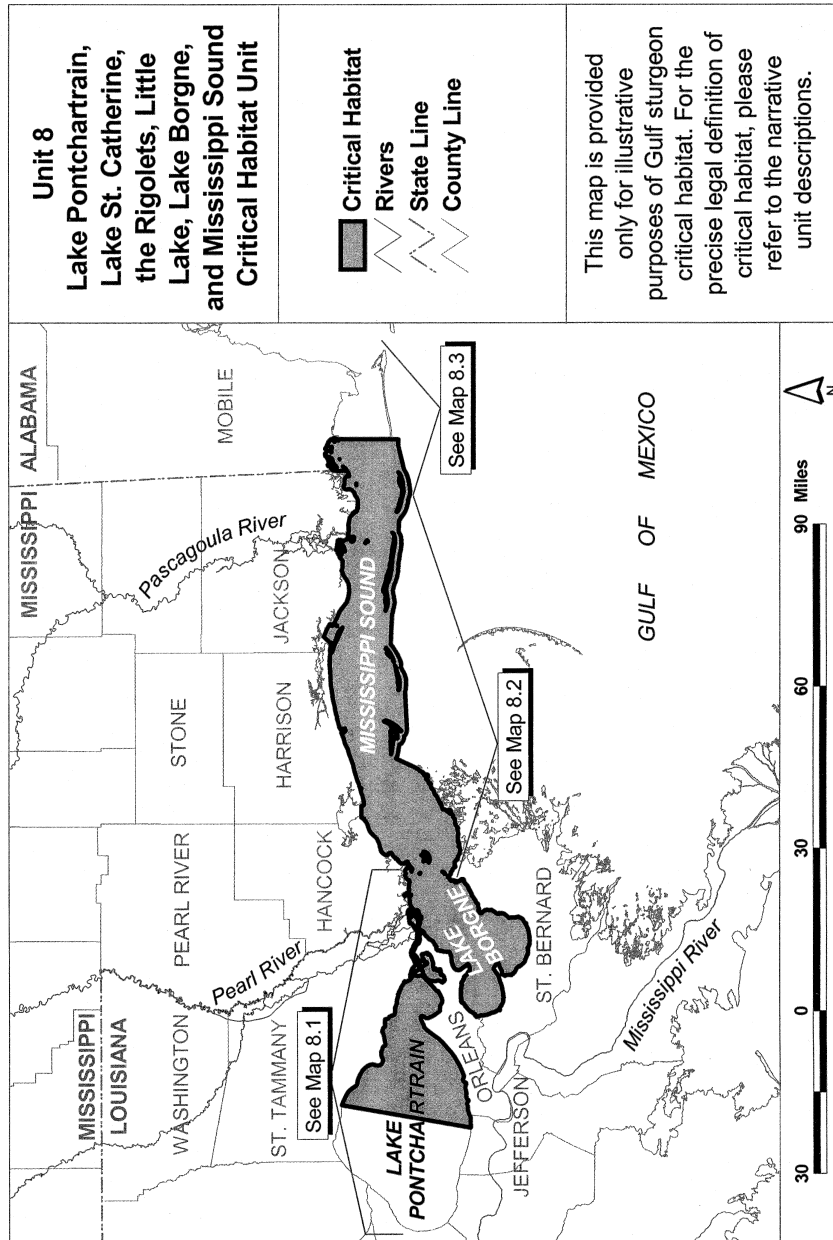 Unit 8
Lake Pontchartrain,
Lake St. Catherine,
the Rigolets, Little
Lake, Lake Borgne,
and Mississippi Sound
Critical Habitat Unit
Critical Habitat
Rivers
State Line
County Line
This map is provided
only for illustrative
purposes of Gulf sturgeon
critical habitat. For the
precise legal definition of
critical habitat, please
refer to the narrative
unit descriptions.
MISSISSIPPI
LOUISIANA
WASHINGTON
ST. TAMMANY
See Map 8.1
LAKE
PONTCHARTRAIN
JEFFERSON
ORLEANS
PEARL RIVER
Pearl River
HANCOCK
LAKE
BORGNE
ST. BERNARD
Mississippi River
STONE
HARRISON
MISSISSIPPI SOUND
See Map 8.2
MISSISSIPPI
ALABAMA
Pascagoula River
JACKSON
MOBILE
See Map 8.3
GULF OF MEXICO
30 0 30 60 90 Miles
N